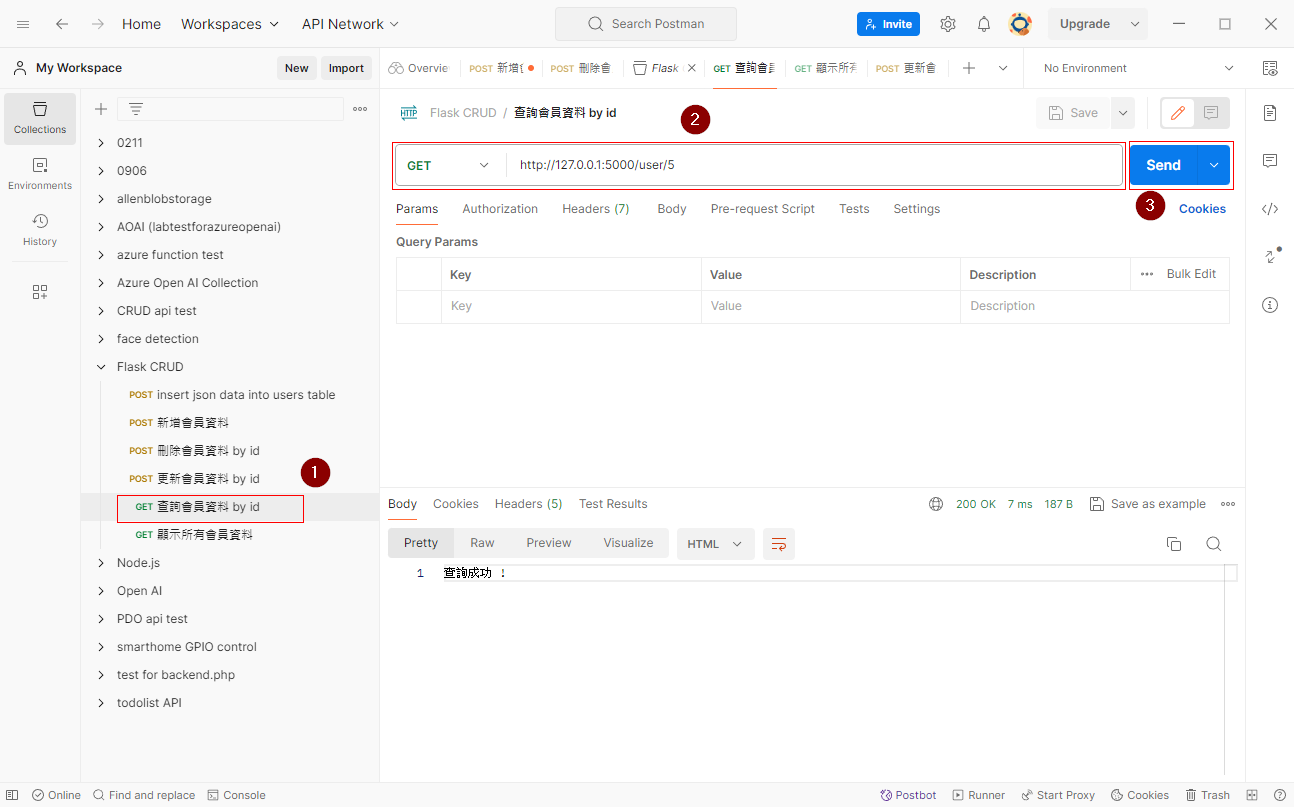 Home Workspaces API Network Search Postman Invite Upgrade
My Workspace New Import
Overvie POST 新增 POST 刪除會 Flask GET 查詢會員 GET 顯示所有 POST 更新會 No Environment
Collections
Environments
History
0211
0906
allenblobstorage
AOAI (labtestforazureopenai)
azure function test
Azure Open AI Collection
CRUD api test
face detection
Flask CRUD
POST insert json data into users table
POST 新增會員資料
POST 刪除會員資料 by id
POST 更新會員資料 by id
1
GET 查詢會員資料 by id
GET 顯示所有會員資料
Node.js
Open AI
PDO api test
smarthome GPIO control
test for backend.php
todolist API
HTTP Flask CRUD / 查詢會員資料 by id
2
Save
GET http://127.0.0.1:5000/user/5 Send
3
Params Authorization Headers (7) Body Pre-request Script Tests Settings Cookies
Query Params
Key Value Description Bulk Edit
Key Value Description
Body Cookies Headers (5) Test Results 200 OK 7 ms 187 B Save as example
Pretty Raw Preview Visualize HTML
1 查詢成功 !
Online Find and replace Console Postbot Runner Start Proxy Cookies Trash